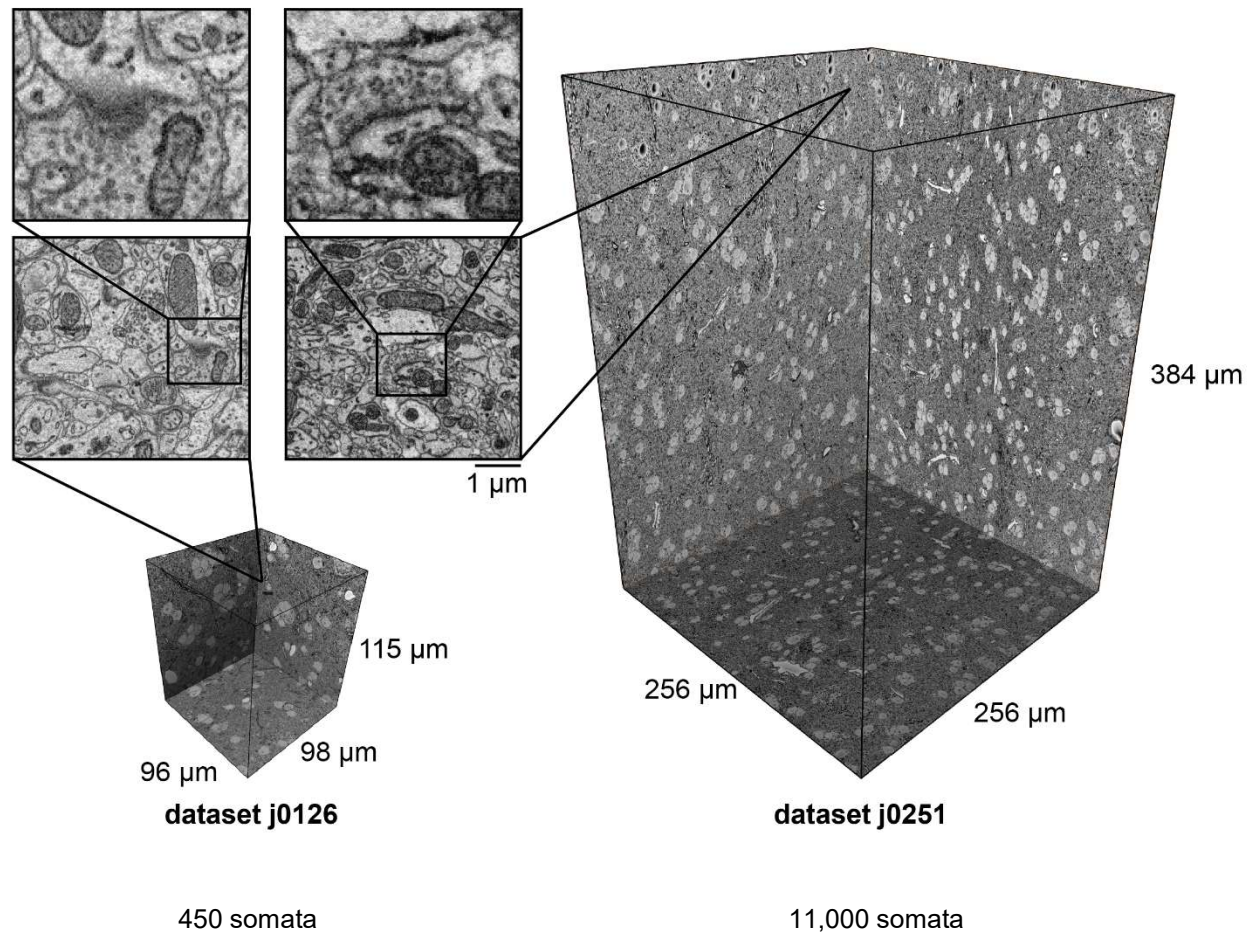 1 µm
384 µm
115 µm
256 µm
256 µm
98 µm
96 µm
dataset j0126
dataset j0251
450 somata
11,000 somata